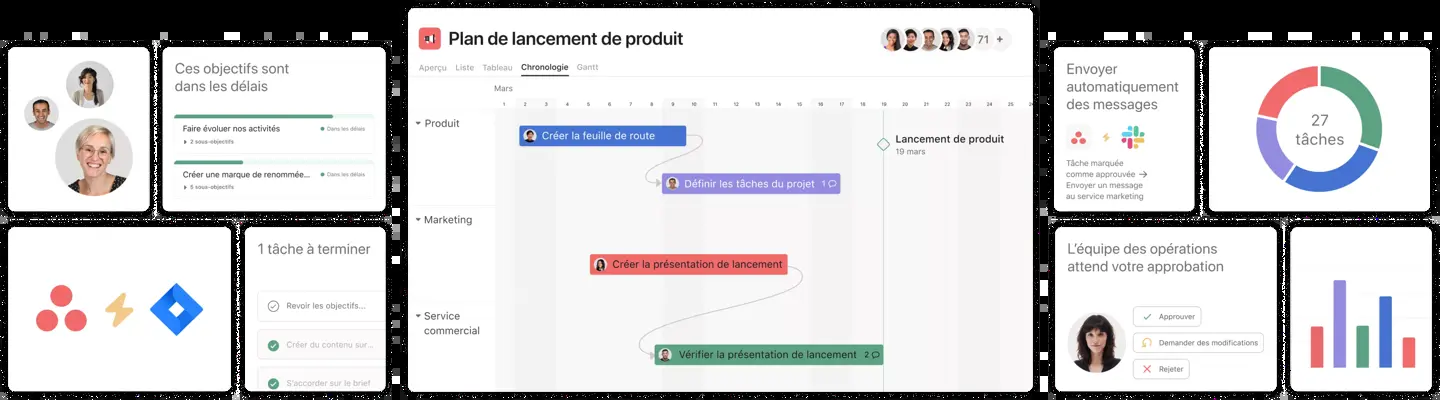 Ces objectifs sont
dans les délais
Faire évoluer nos activités
Dans les délais
2 sous-objectifs
Créer une marque de renommée...
Dans les délais
5 sous-objectifs
1 tâche à terminer
Revoir les objectifs...
Créer du contenu sur...
S'accorder sur le brief
Plan de lancement de produit
71 +
Aperçu Liste Tableau Chronologie Gantt
Mars
1 2 3 4 5 6 7 8 9 10 11 12 13 14 15 16 17 18 19 20 21 22 23 24 25
Produit
Créer la feuille de route
Lancement de produit
19 mars
Définir les tâches du projet 1
Marketing
Créer la présentation de lancement
Service
commercial
Vérifier la présentation de lancement 2
Envoyer
automatiquement
des messages
Tâche marquée
comme approuvée →
Envoyer un message
au service marketing
27
tâches
L'équipe des opérations
attend votre approbation
Approuver
Demander des modifications
Rejeter